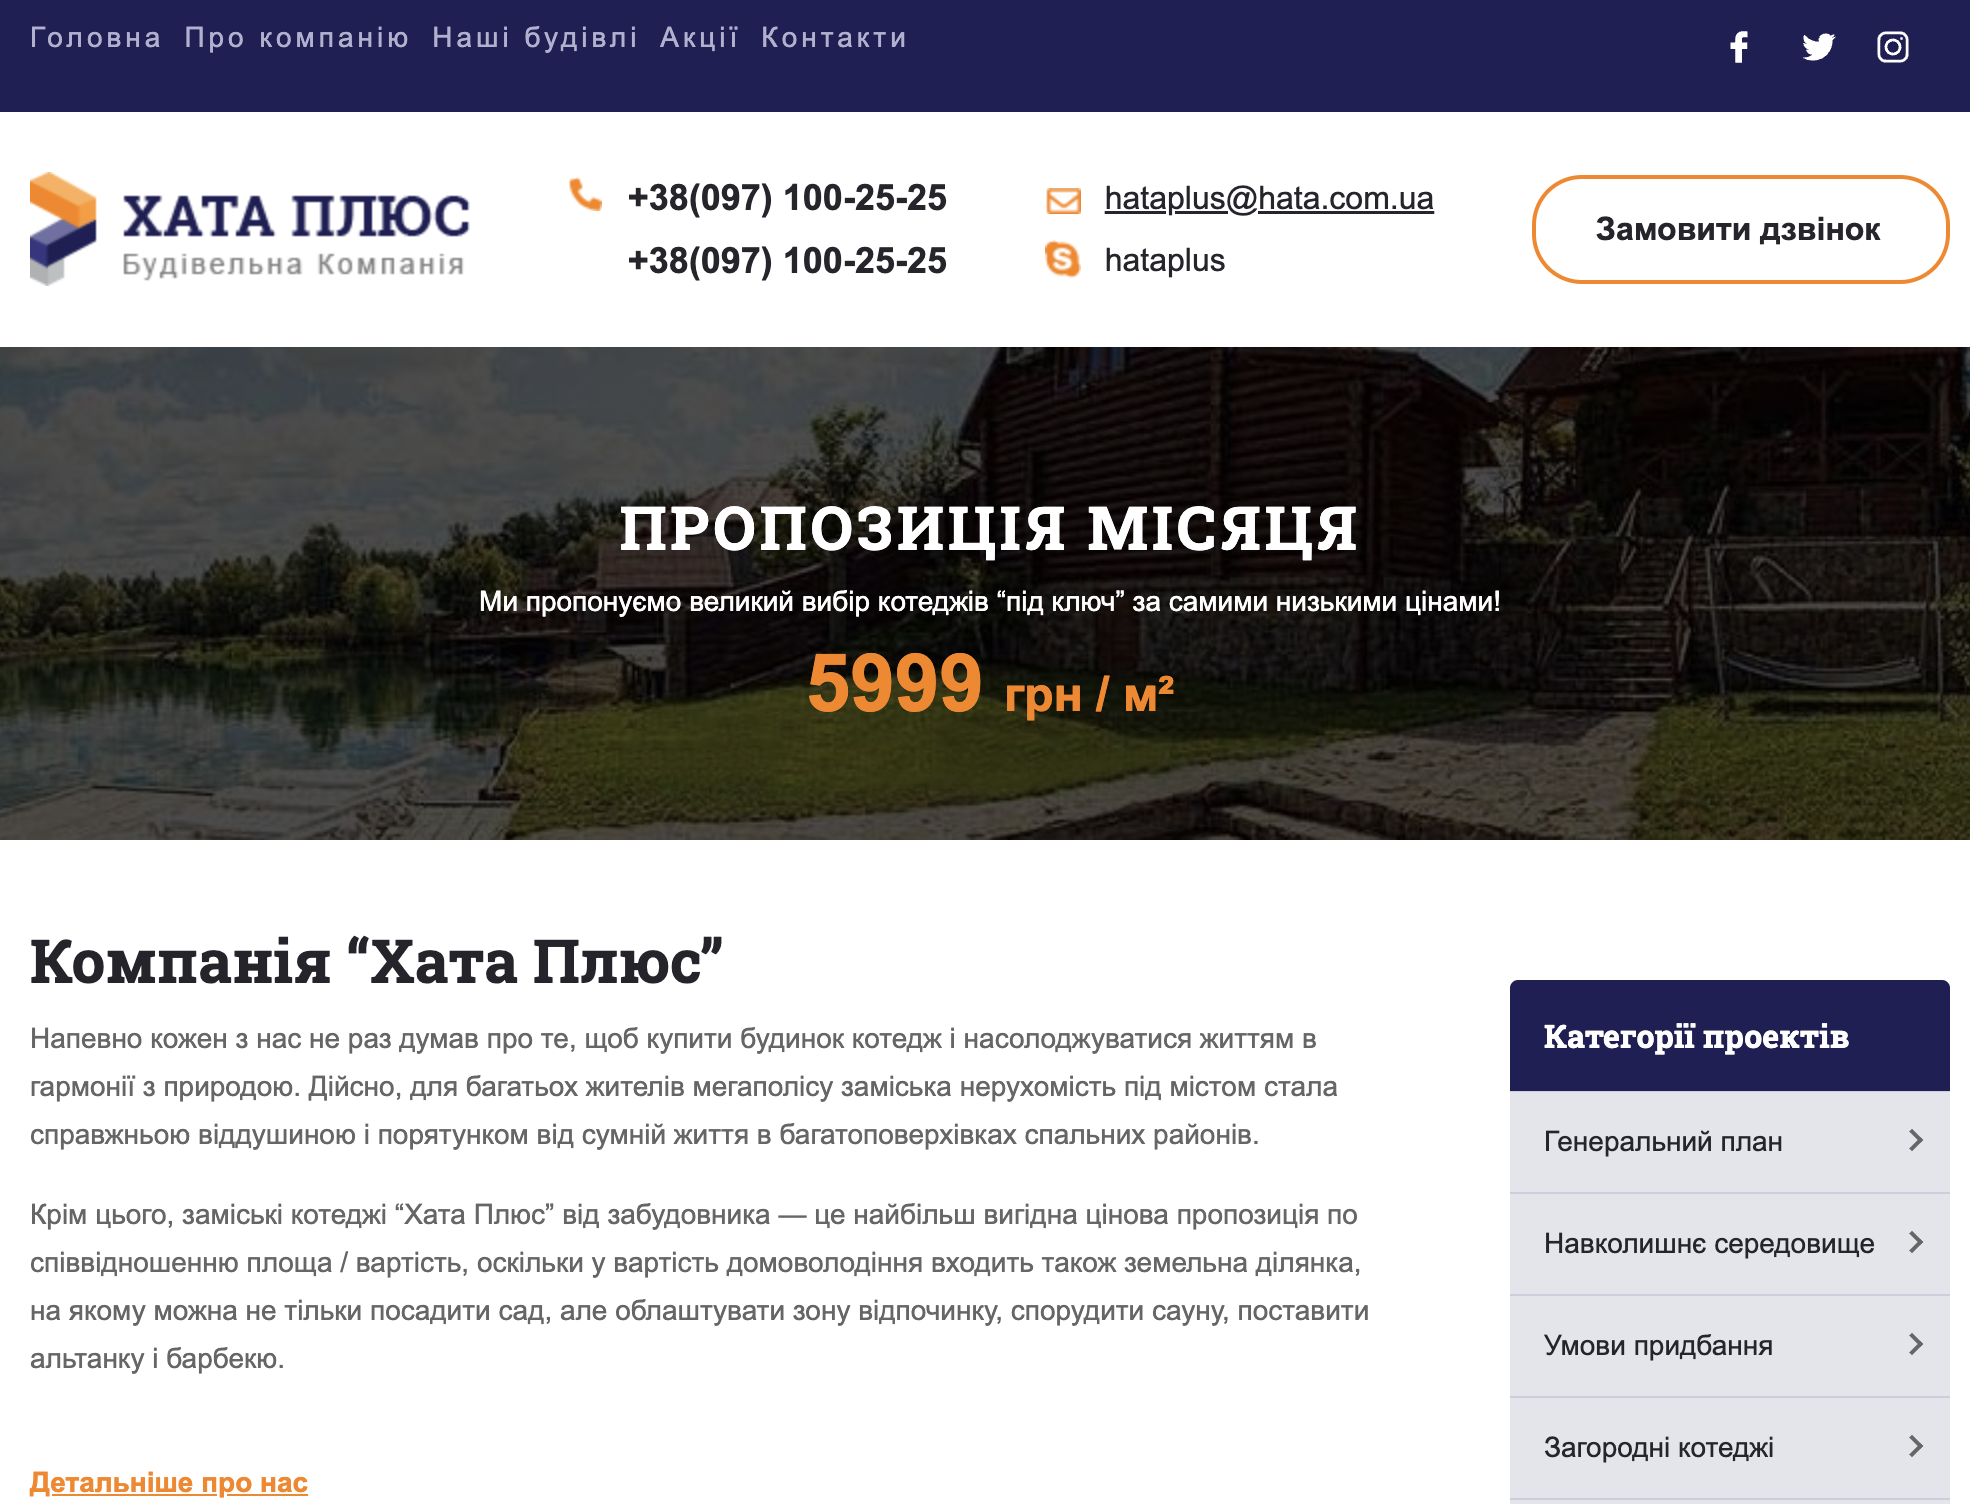 Головна Про компанію Наші будівлі Акції Контакти
ХАТА ПЛЮС
Будівельна Компанія
+38(097) 100-25-25
+38(097) 100-25-25
hataplus@hata.com.ua
hataplus
Замовити дзвінок
ПРОПОЗИЦІЯ МІСЯЦЯ
Ми пропонуємо великий вибір котеджів “під ключ” за самими низькими цінами!
5999 грн / м²
Компанія “Хата Плюс”
Напевно кожен з нас не раз думав про те, щоб купити будинок котедж і насолоджуватися життям в
гармонії з природою. Дійсно, для багатьох жителів мегаполісу заміська нерухомість під містом стала
справжньою віддушиною і порятунком від сумній життя в багатоповерхівках спальних районів.
Крім цього, заміські котеджі “Хата Плюс” від забудовника — це найбільш вигідна цінова пропозиція по
співвідношенню площа / вартість, оскільки у вартість домоволодіння входить також земельна ділянка,
на якому можна не тільки посадити сад, але облаштувати зону відпочинку, спорудити сауну, поставити
альтанку і барбекю.
Детальніше про нас
Категорії проектів
Генеральний план
Навколишнє середовище
Умови придбання
Загородні котеджі